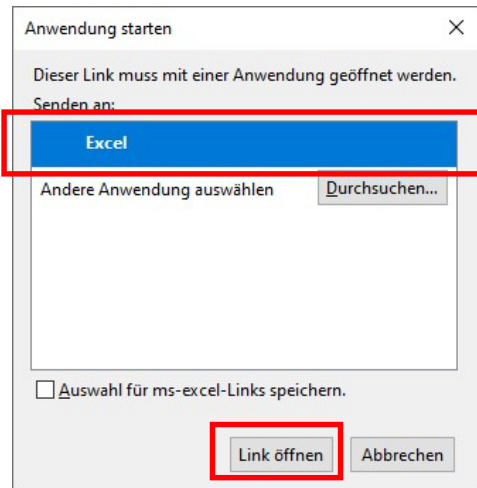 Anwendung starten
Dieser Link muss mit einer Anwendung geöffnet werden.
Senden an:
Excel
Andere Anwendung auswählen Durchsuchen...
Auswahl für ms-excel-Links speichern.
Link öffnen Abbrechen